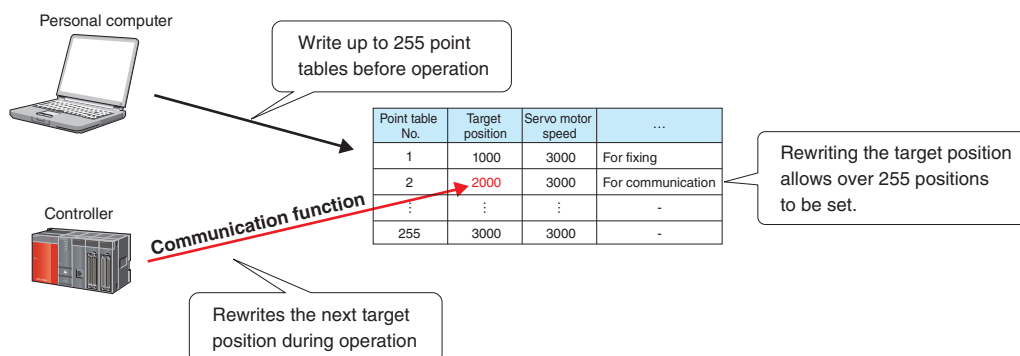 Personal computer
Write up to 255 point
tables before operation
Point table
No.
Target
position
Servo motor
speed
…
1
1000
3000
For fixing
2
2000
3000
For communication
⋮
⋮
⋮
-
255
3000
3000
-
Rewriting the target position
allows over 255 positions
to be set.
Controller
Communication function
Rewrites the next target
position during operation